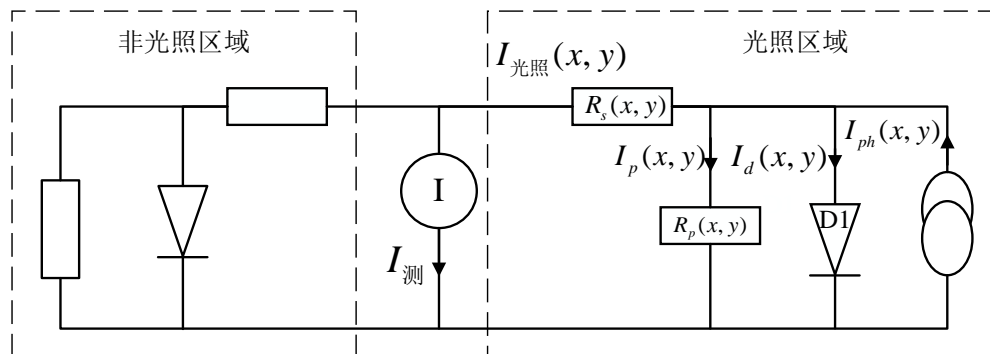 非光照区域
光照区域
I光照(x, y)
Rs(x, y)
Ip(x, y)
Id(x, y)
Iph(x, y)
I
D1
Rp(x, y)
I测